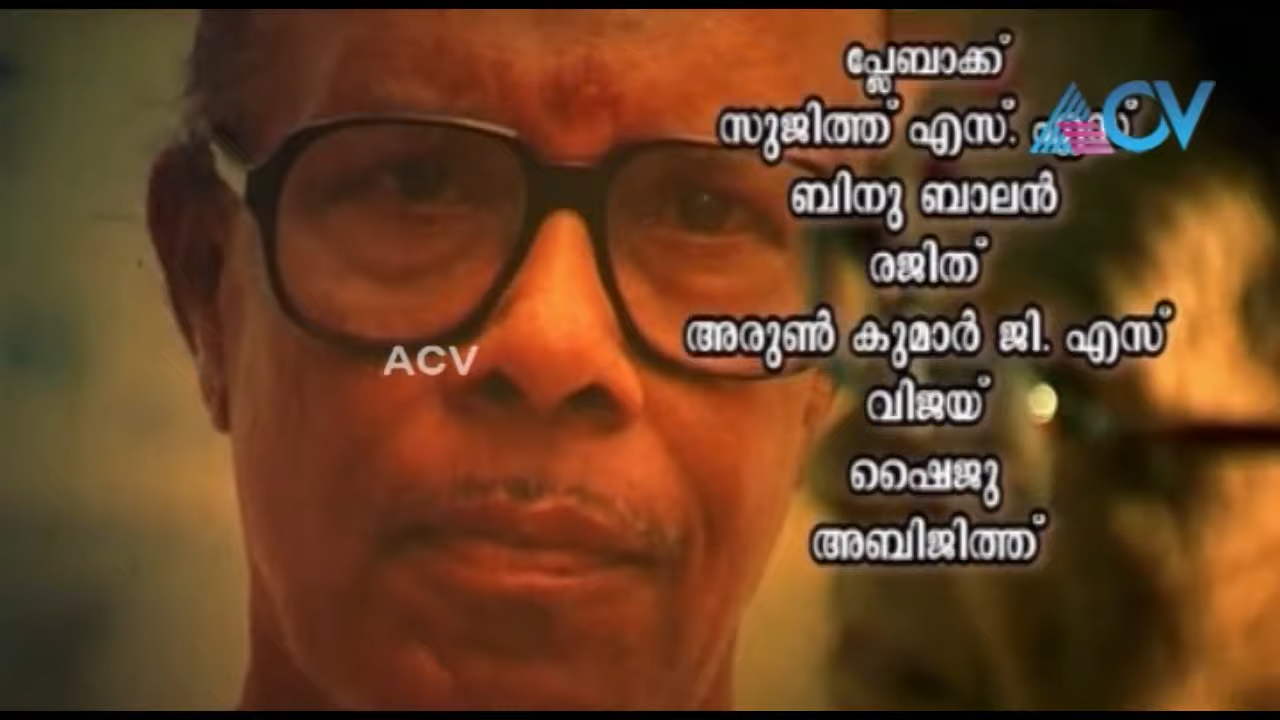 പ്ലേബാക്ക്
ACV
സുജിത്ത് എസ്.
ബിനു ബാലൻ
രജിത്
അരുൺ കുമാർ ജി. എസ്
ACV
വിജയ്
ഷൈജു
അബിജിത്ത്